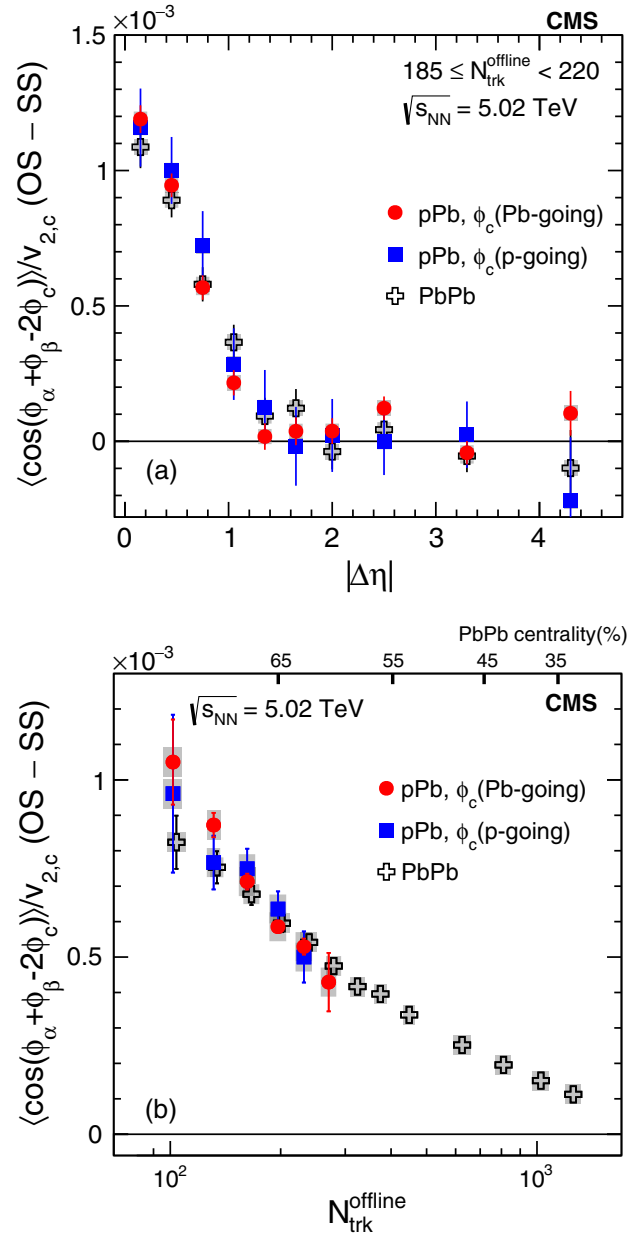 ×10⁻³
CMS
1.5
185 ≤ N_trk^offline < 220
√s_NN = 5.02 TeV
1
pPb, ϕ_c(Pb-going)
pPb, ϕ_c(p-going)
PbPb
0.5
0
(a)
⟨cos(ϕ_α+ϕ_β-2ϕ_c)⟩/v_2,c (OS − SS)
0 1 2 3 4
|Δη|
PbPb centrality(%)
×10⁻³
65 55 45 35
√s_NN = 5.02 TeV
CMS
1
pPb, ϕ_c(Pb-going)
pPb, ϕ_c(p-going)
PbPb
0.5
(b)
0
⟨cos(ϕ_α+ϕ_β-2ϕ_c)⟩/v_2,c (OS − SS)
10² 10³
N_trk^offline